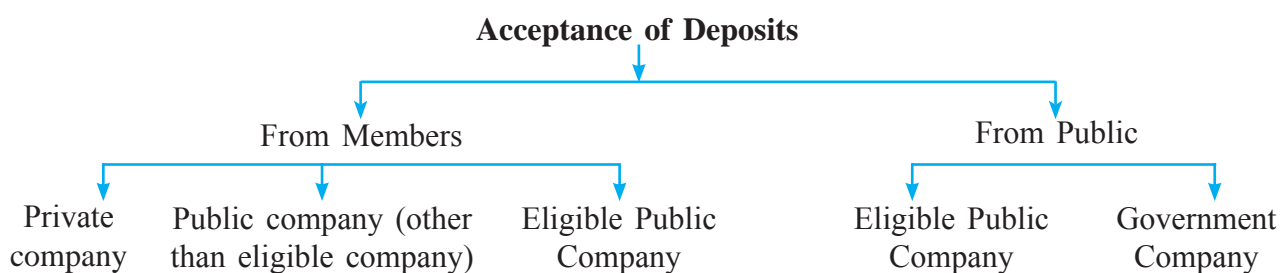 Acceptance of Deposits
From Members
From Public
Private company
Public company (other than eligible company)
Eligible Public Company
Eligible Public Company
Government Company